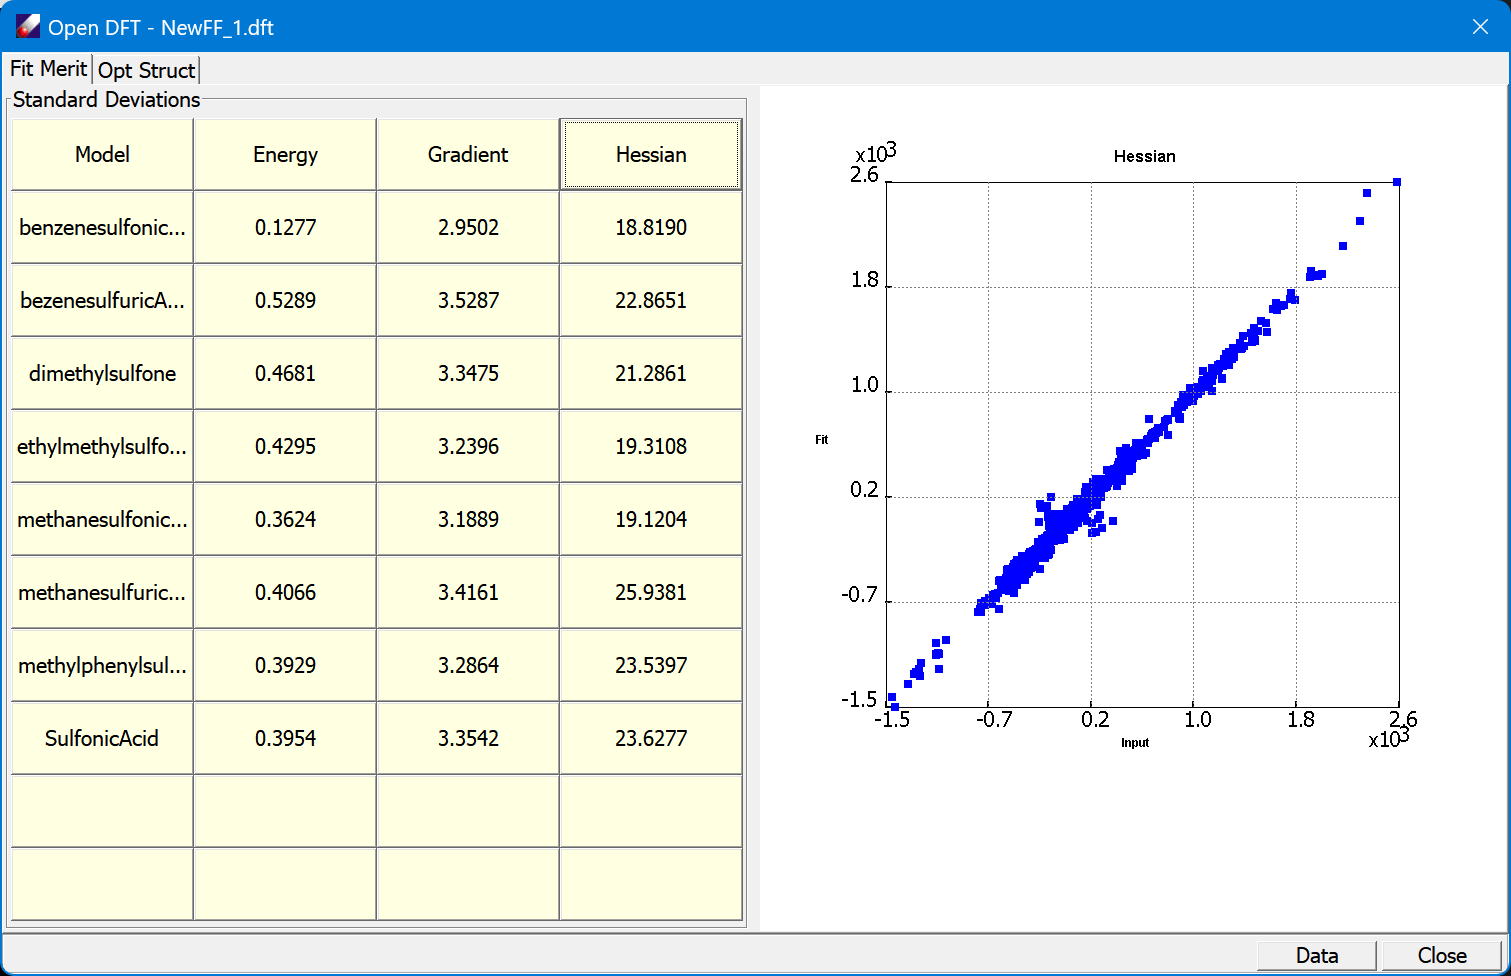 Open DFT - NewFF_1.dft
Fit Merit Opt Struct
Standard Deviations
Model Energy Gradient Hessian
benzenesulfonic... 0.1277 2.9502 18.8190
bezenesulfuricA... 0.5289 3.5287 22.8651
dimethylsulfone 0.4681 3.3475 21.2861
ethylmethylsulfo... 0.4295 3.2396 19.3108
methanesulfonic... 0.3624 3.1889 19.1204
methanesulfuric... 0.4066 3.4161 25.9381
methylphenylsul... 0.3929 3.2864 23.5397
SulfonicAcid 0.3954 3.3542 23.6277
Hessian
x103
2.6
1.8
1.0
0.2
-0.7
-1.5
Fit
-1.5 -0.7 0.2 1.0 1.8 2.6
x103
Input
Data Close